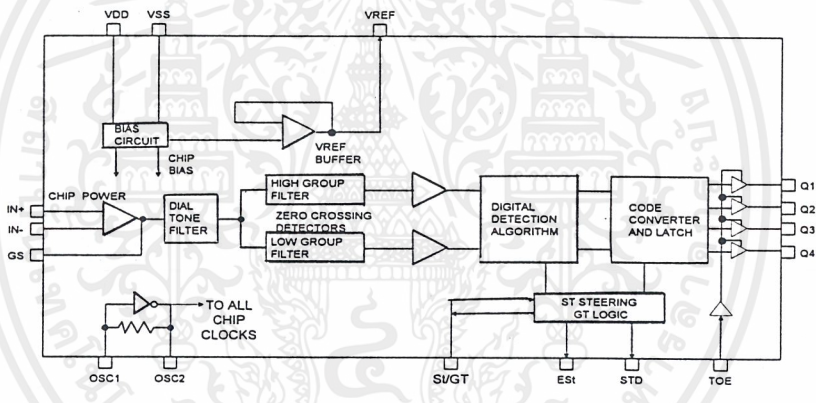 VDD
VSS
VREF
BIAS
CIRCUIT
CHIP
BIAS
VREF
BUFFER
CHIP POWER
IN+
IN-
GS
DIAL
TONE
FILTER
HIGH GROUP
FILTER
ZERO CROSSING
DETECTORS
LOW GROUP
FILTER
DIGITAL
DETECTION
ALGORITHM
CODE
CONVERTER
AND LATCH
Q1
Q2
Q3
Q4
TO ALL
CHIP
CLOCKS
ST STEERING
GT LOGIC
OSC1
OSC2
St/GT
ESt
STD
TOE